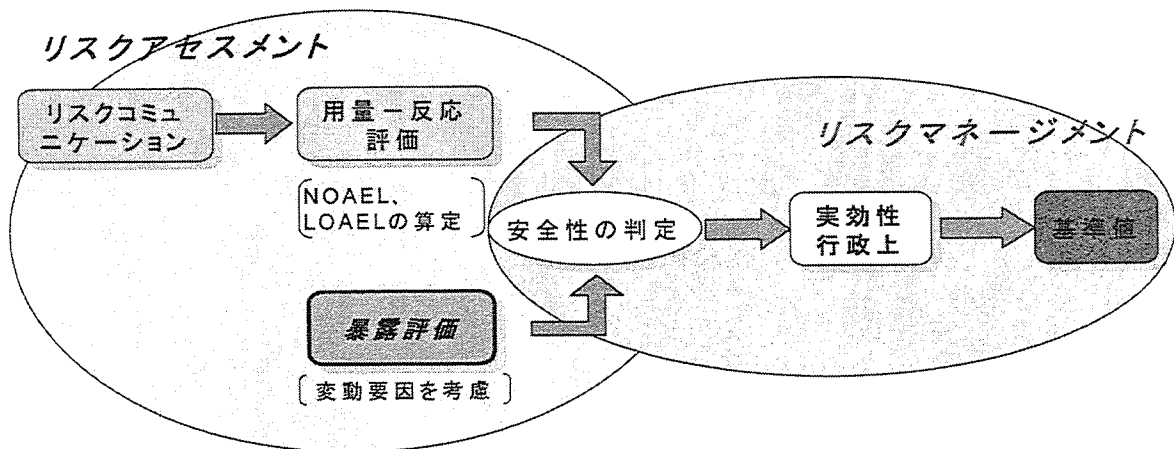 リスクアセスメント
リスクコミュ
ニケーション
用量－反応
評価
NOAEL、
LOAELの算定
暴露評価
変動要因を考慮
安全性の判定
リスクマネージメント
実効性
行政上
基準値